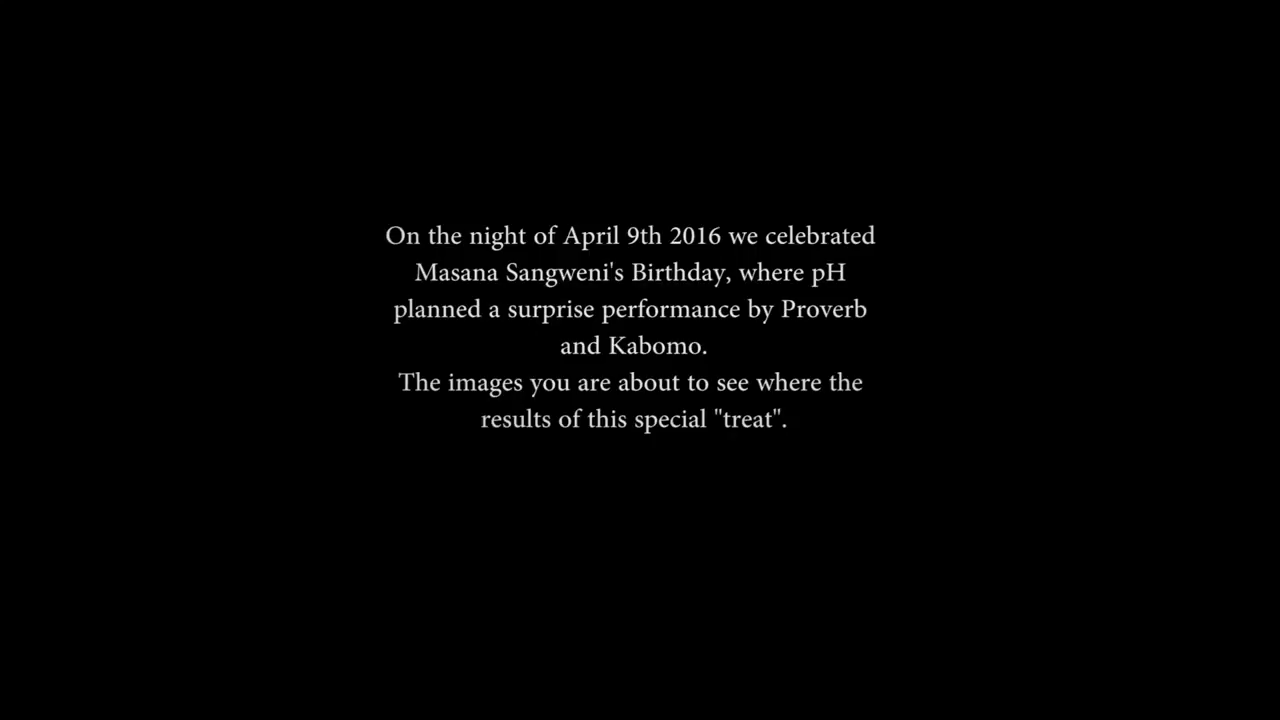 On the night of April 9th 2016 we celebrated
Masana Sangweni's Birthday, where pH
planned a surprise performance by Proverb
and Kabomo.
The images you are about to see where the
results of this special "treat".